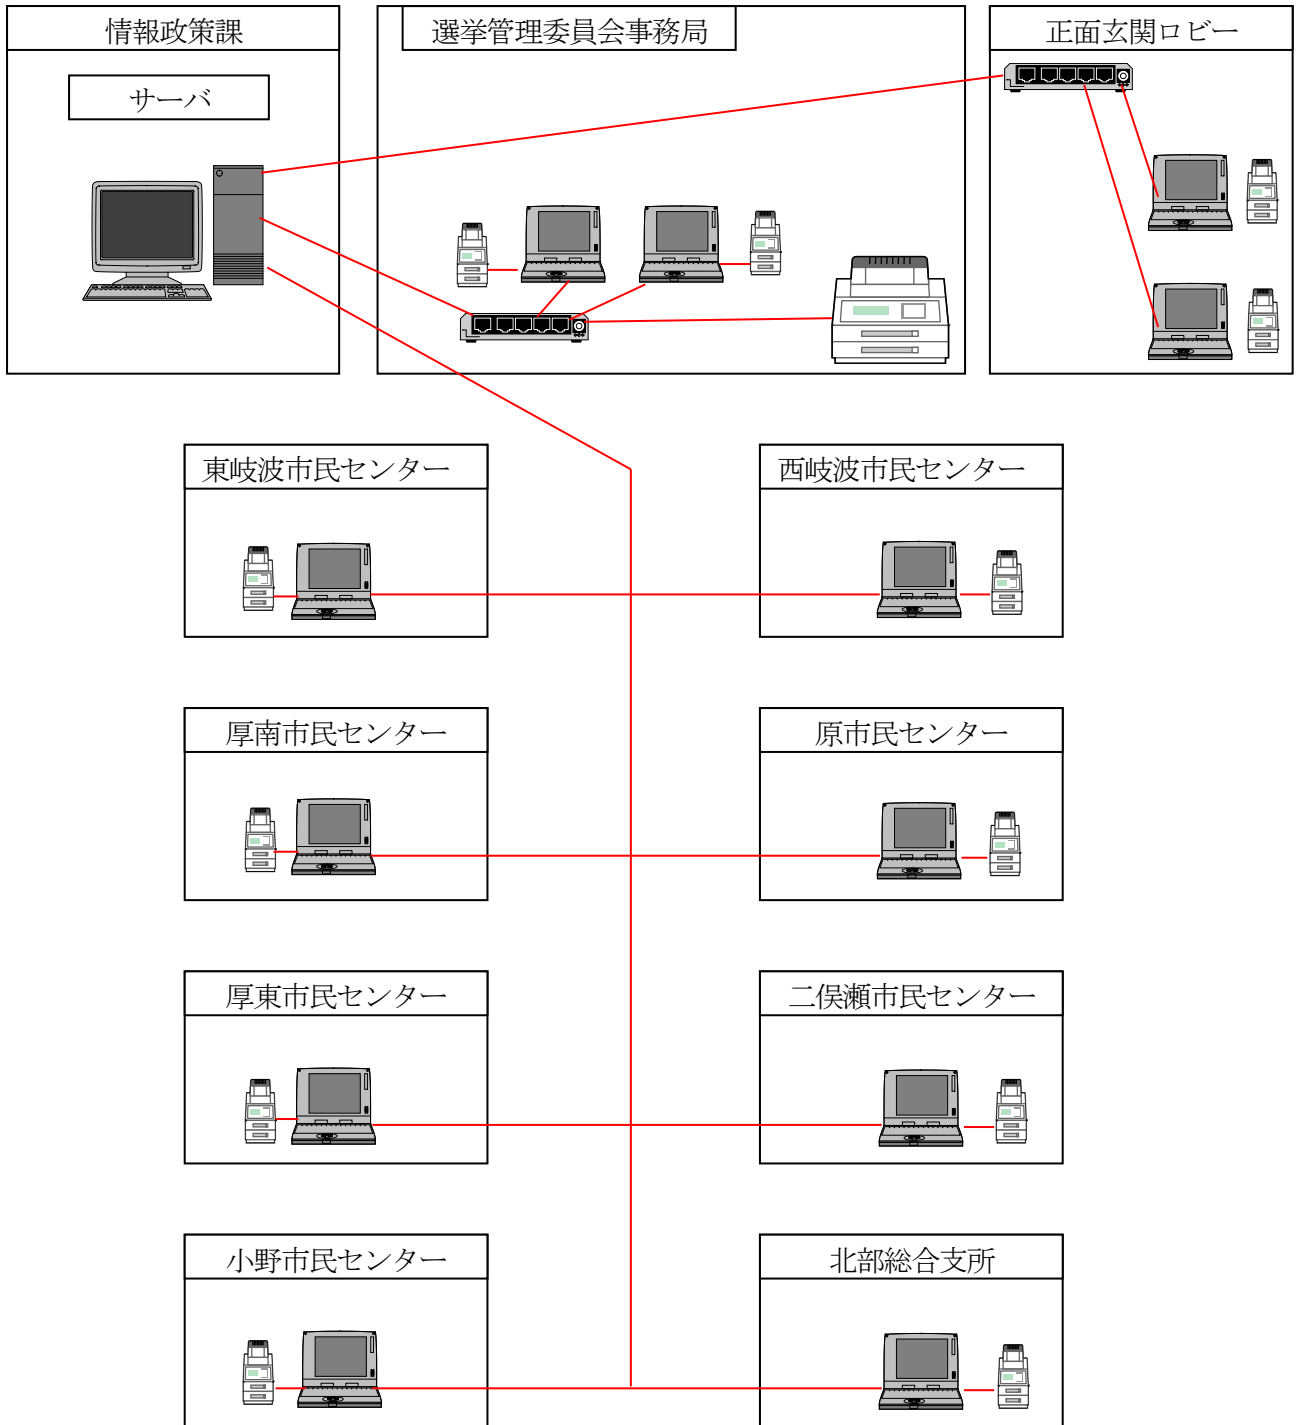 情報政策課
選挙管理委員会事務局
正面玄関ロビー
サーバ
東岐波市民センター
西岐波市民センター
厚南市民センター
原市民センター
厚東市民センター
二俣瀬市民センター
小野市民センター
北部総合支所